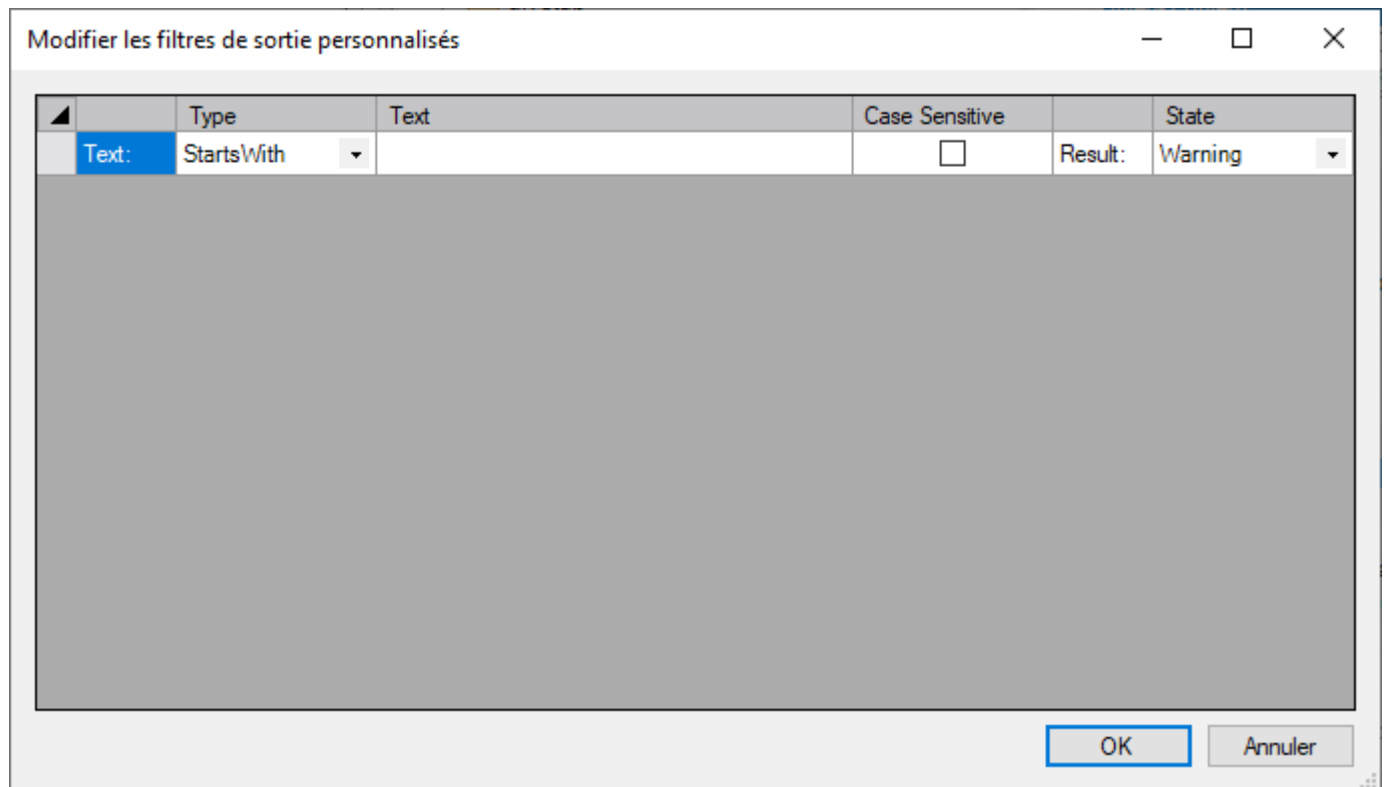 Modifier les filtres de sortie personnalisés
Type Text Case Sensitive State
Text: StartsWith Result: Warning
OK Annuler